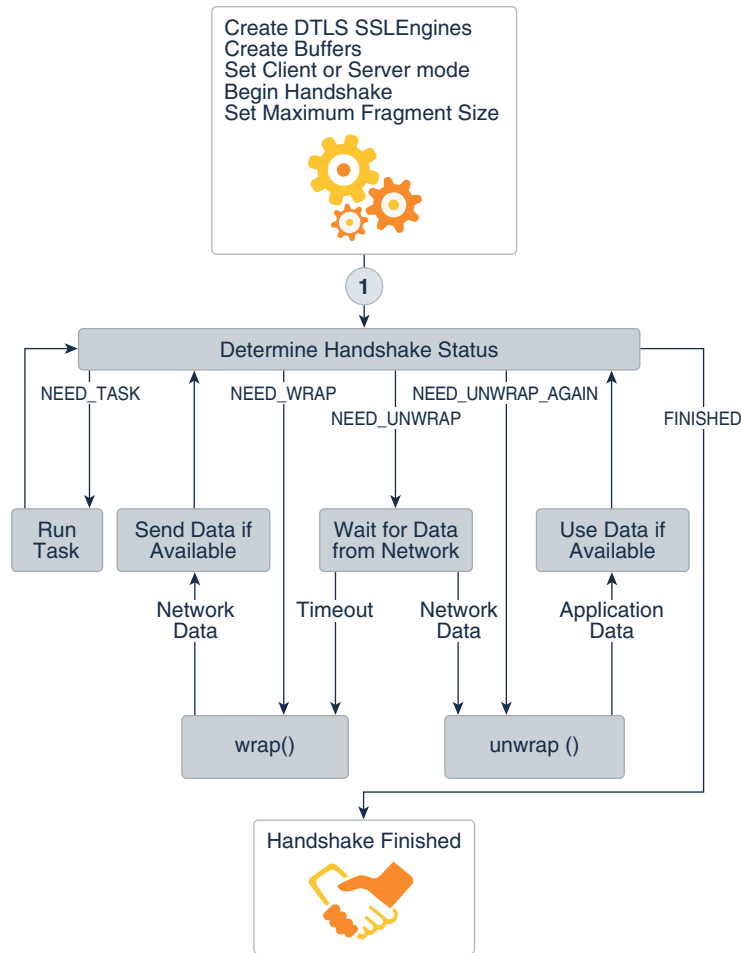 Create DTLS SSLEngines
Create Buffers
Set Client or Server mode
Begin Handshake
Set Maximum Fragment Size
1
Determine Handshake Status
NEED_TASK
NEED_WRAP
NEED_UNWRAP
NEED_UNWRAP_AGAIN
FINISHED
Run
Task
Send Data if
Available
Wait for Data
from Network
Use Data if
Available
Network
Data
Timeout
Network
Data
Application
Data
wrap()
unwrap ()
Handshake Finished